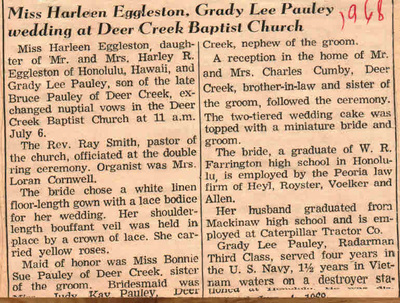 Miss Harleen Eggleston, Grady Lee Pauley
wedding at Deer Creek Baptist Church
1968
Miss Harleen Eggleston, daugh-
ter of Mr. and Mrs. Harley R.
Eggleston of Honolulu, Hawaii, and
Grady Lee Pauley, son of the late
Bruce Pauley of Deer Creek, ex-
changed nuptial vows in the Deer
Creek Baptist Church at 11 a.m.
July 6.
The Rev. Ray Smith, pastor of
the church, officiated at the double
ring ceremony. Organist was Mrs.
Loran Cornwell.
The bride chose a white linen
floor-length gown with a lace bodice
for her wedding. Her shoulder-
length bouffant veil was held in
place by a crown of lace. She car-
ried yellow roses.
Maid of honor was Miss Bonnie
Sue Pauley of Deer Creek, sister
of the groom. Bridesmaid was
Judy Kay Pauley, Deer
Creek, nephew of the groom.
A reception in the home of Mr.
and Mrs. Charles Cumby, Deer
Creek, brother-in-law and sister of
the groom, followed the ceremony.
The two-tiered wedding cake was
topped with a miniature bride and
groom.
The bride, a graduate of W. R.
Farrington high school in Honolu-
lu, is employed by the Peoria law
firm of Heyl, Royster, Voelker and
Allen.
Her husband graduated from
Mackinaw high school and is em-
ployed at Caterpillar Tractor Co.
Grady Lee Pauley, Radarman
Third Class, served four years in
the U. S. Navy, 1½ years in Viet-
nam waters on a destroyer sta-